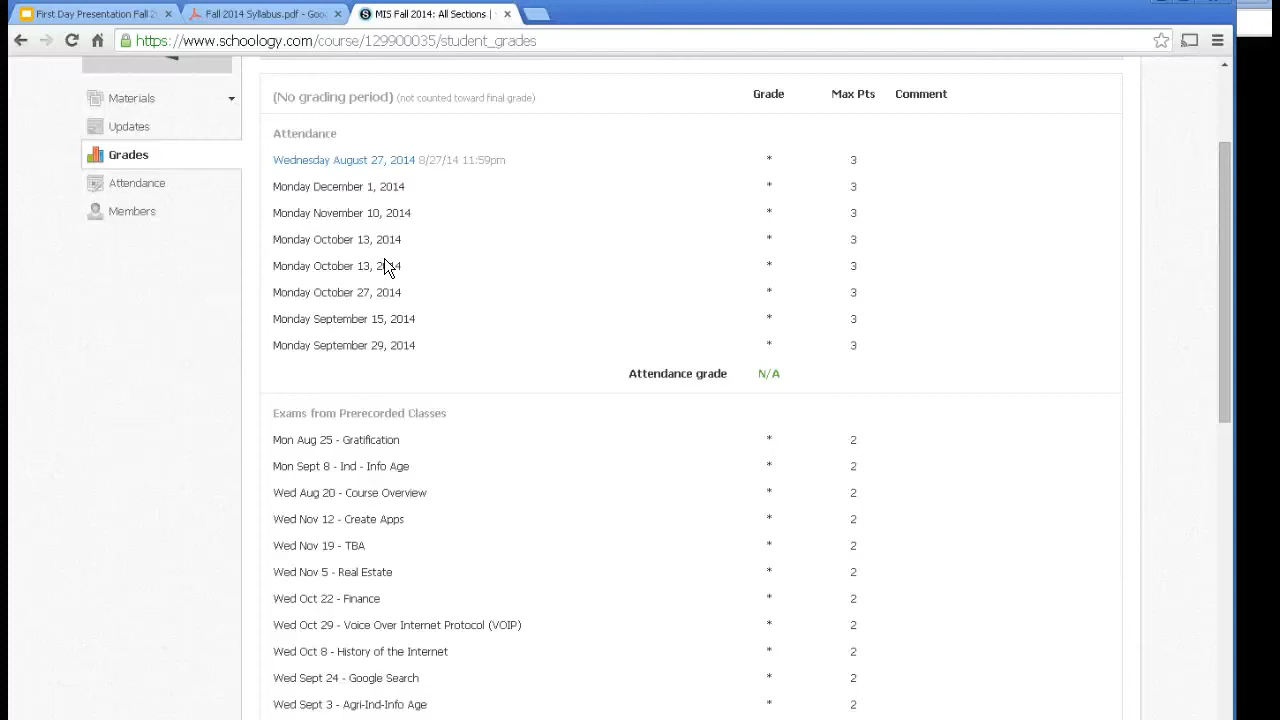 First Day Presentation Fall 2 × Fall 2014 Syllabus.pdf - Goo × MIS Fall 2014: All Sections | ×
https://www.schoology.com/course/129900035/student_grades
(No grading period) (not counted toward final grade) Grade Max Pts Comment
Materials
Updates
Grades
Attendance
Members
Attendance
Wednesday August 27, 2014 8/27/14 11:59pm * 3
Monday December 1, 2014 * 3
Monday November 10, 2014 * 3
Monday October 13, 2014 * 3
Monday October 13, 2014 * 3
Monday October 27, 2014 * 3
Monday September 15, 2014 * 3
Monday September 29, 2014 * 3
Attendance grade N/A
Exams from Prerecorded Classes
Mon Aug 25 - Gratification * 2
Mon Sept 8 - Ind - Info Age * 2
Wed Aug 20 - Course Overview * 2
Wed Nov 12 - Create Apps * 2
Wed Nov 19 - TBA * 2
Wed Nov 5 - Real Estate * 2
Wed Oct 22 - Finance * 2
Wed Oct 29 - Voice Over Internet Protocol (VOIP) * 2
Wed Oct 8 - History of the Internet * 2
Wed Sept 24 - Google Search * 2
Wed Sept 3 - Agri-Ind-Info Age * 2